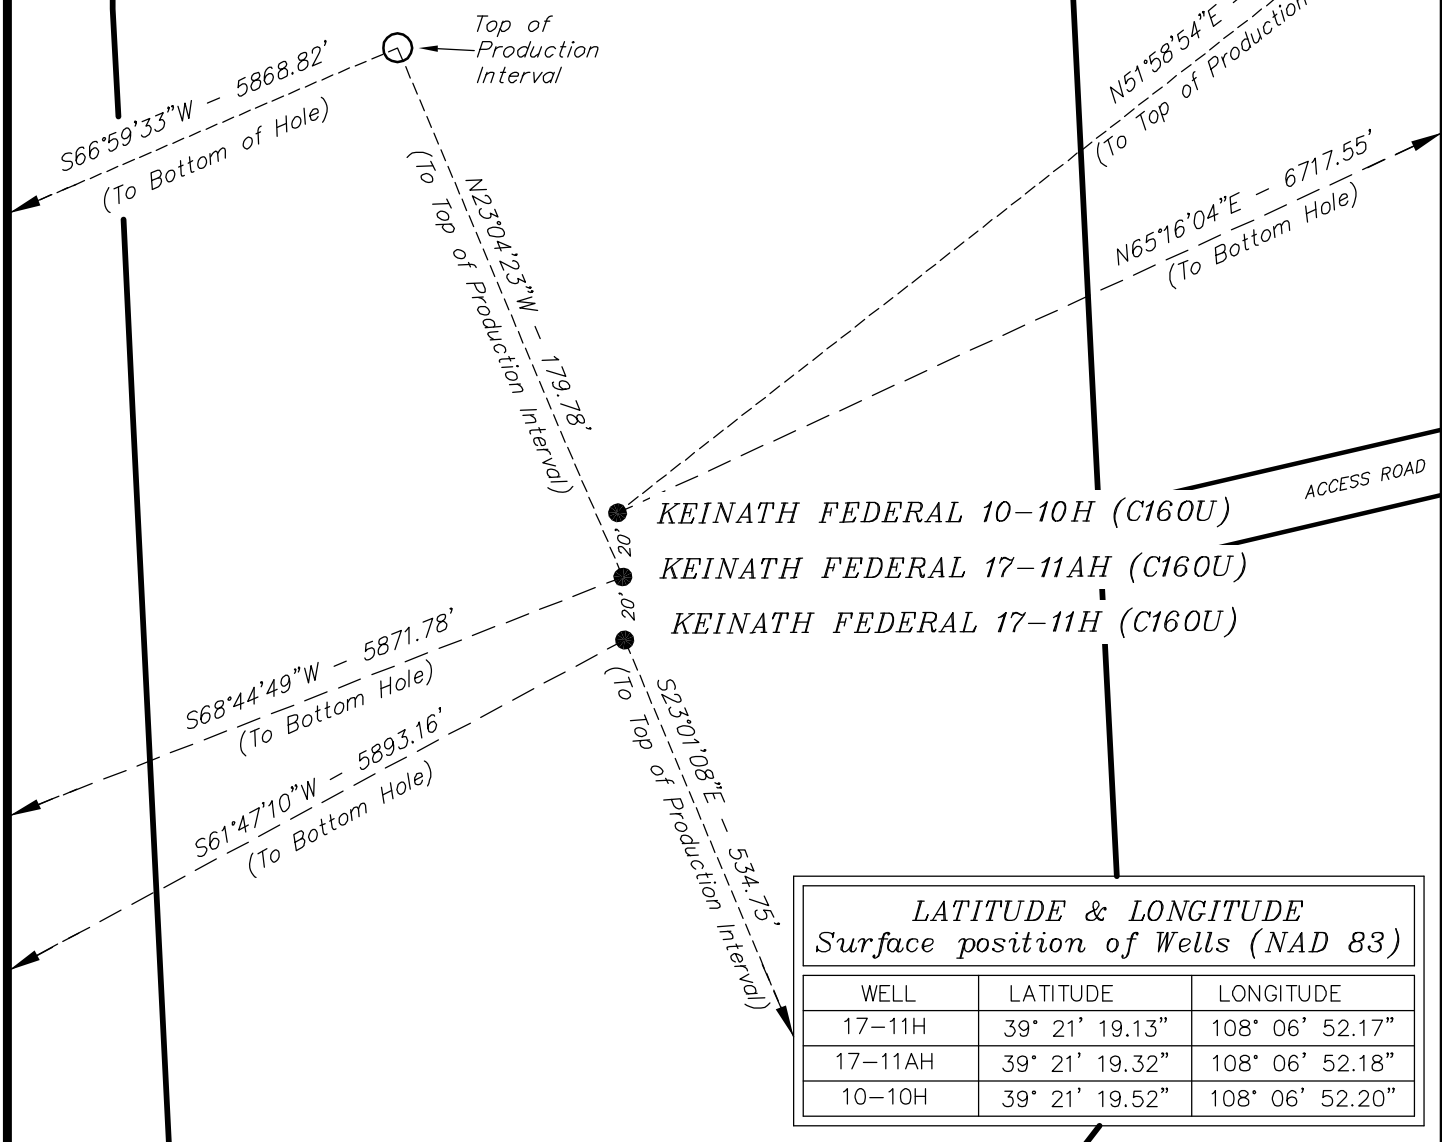 Top of
Production
Interval
S66°59'33"W - 5868.82'
(To Bottom of Hole)
N23°04'23"W - 179.78'
(To Top of Production Interval)
N51°58'54"E -
(To Top of Production
N65°16'04"E - 6717.55'
(To Bottom Hole)
ACCESS ROAD
KEINATH FEDERAL 10-10H (C16OU)
20'
KEINATH FEDERAL 17-11AH (C16OU)
20'
KEINATH FEDERAL 17-11H (C16OU)
S68°44'49"W - 5871.78'
(To Bottom Hole)
S61°47'10"W - 5893.16'
(To Bottom Hole)
S23°01'08"E - 534.75'
(To Top of Production Interval)
LATITUDE & LONGITUDE
Surface position of Wells (NAD 83)
WELL LATITUDE LONGITUDE
17-11H 39° 21' 19.13" 108° 06' 52.17"
17-11AH 39° 21' 19.32" 108° 06' 52.18"
10-10H 39° 21' 19.52" 108° 06' 52.20"